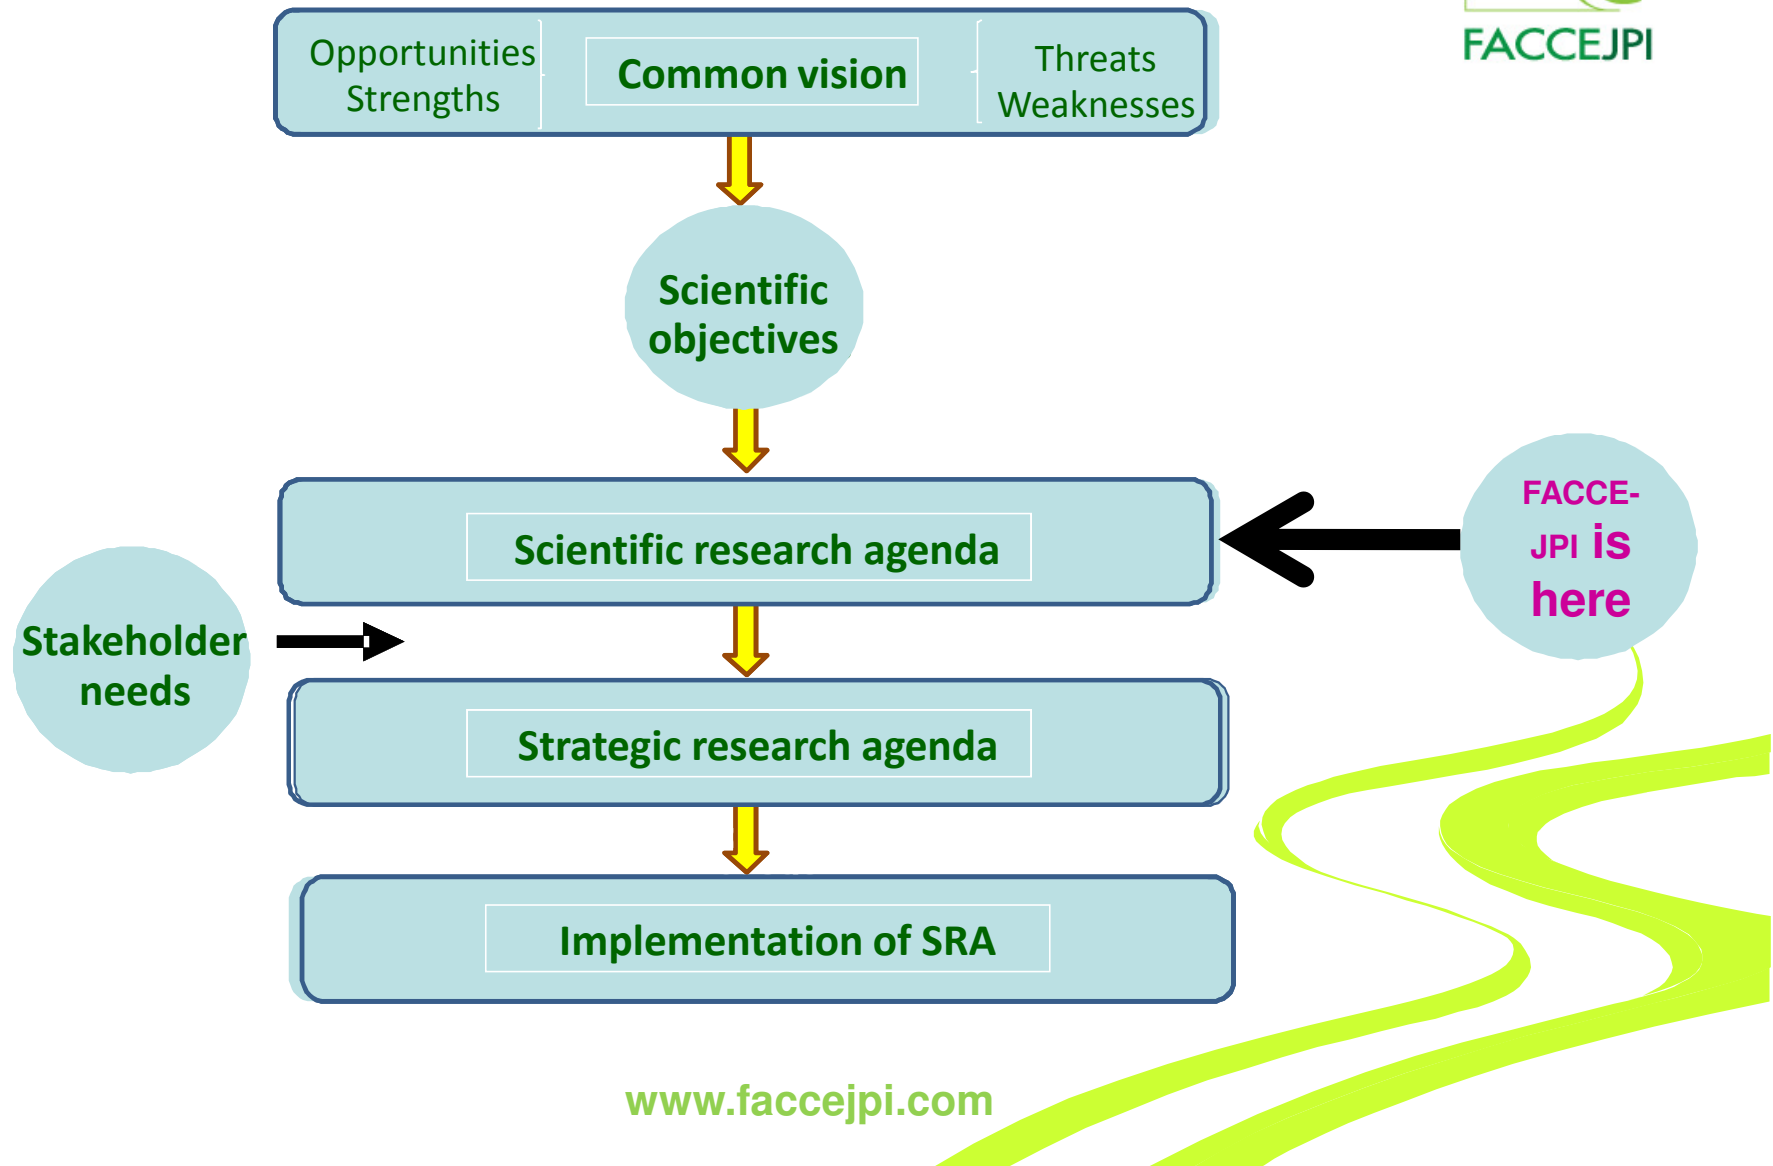 FACCEJPI
Opportunities
Strengths
Common vision
Threats
Weaknesses
Scientific
objectives
Scientific research agenda
FACCE-
JPI is
here
Stakeholder
needs
Strategic research agenda
Implementation of SRA
www.faccejpi.com